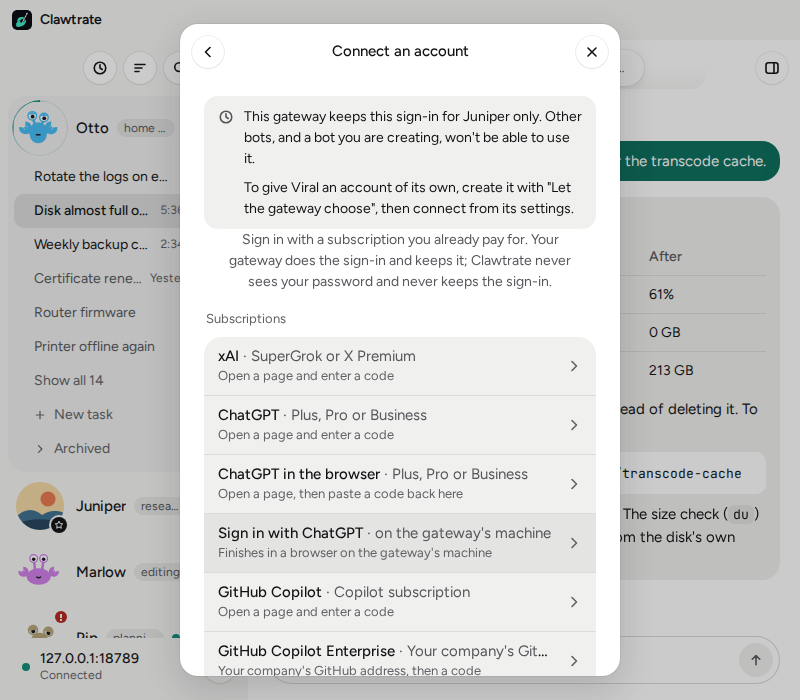 Clawtrate
Connect an account
This gateway keeps this sign-in for Juniper only. Other
bots, and a bot you are creating, won't be able to use
it.
To give Viral an account of its own, create it with "Let
the gateway choose", then connect from its settings.
Sign in with a subscription you already pay for. Your
gateway does the sign-in and keeps it; Clawtrate never
sees your password and never keeps the sign-in.
Subscriptions
xAI · SuperGrok or X Premium
Open a page and enter a code
ChatGPT · Plus, Pro or Business
Open a page and enter a code
ChatGPT in the browser · Plus, Pro or Business
Open a page, then paste a code back here
Sign in with ChatGPT · on the gateway's machine
Finishes in a browser on the gateway's machine
GitHub Copilot · Copilot subscription
Open a page and enter a code
GitHub Copilot Enterprise · Your company's Git...
Your company's GitHub address, then a code
Otto home ...
Rotate the logs on e...
Disk almost full o... 5:36
Weekly backup c... 2:34
Certificate rene... Yeste
Router firmware
Printer offline again
Show all 14
+ New task
Archived
Juniper resea...
Marlow editing
Pip planni...
127.0.0.1:18789
Connected
the transcode cache.
After
61%
0 GB
213 GB
ead of deleting it. To
/transcode-cache
The size check (du)
om the disk's own